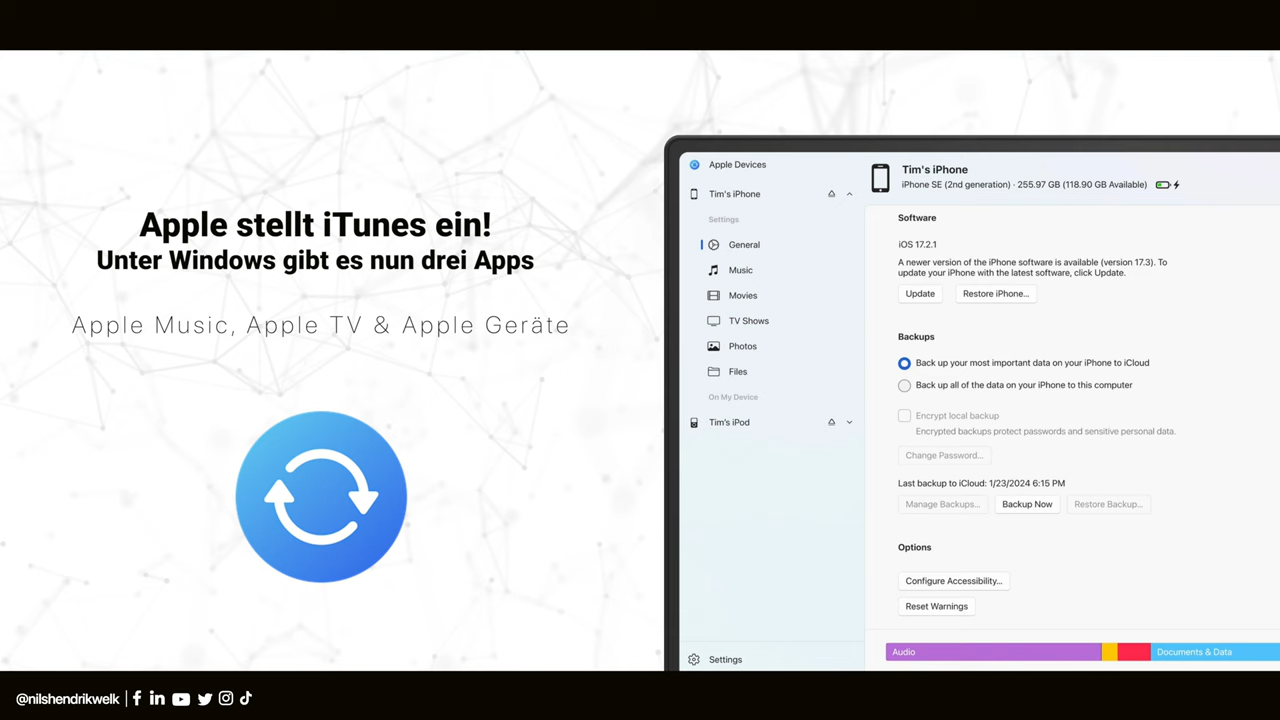 Apple stellt iTunes ein!
Unter Windows gibt es nun drei Apps
Apple Music, Apple TV & Apple Geräte
Apple Devices
Tim's iPhone
Settings
General
Music
Movies
TV Shows
Photos
Files
On My Device
Tim's iPod
Settings
Tim's iPhone
iPhone SE (2nd generation) · 255.97 GB (118.90 GB Available)
Software
iOS 17.2.1
A newer version of the iPhone software is available (version 17.3). To
update your iPhone with the latest software, click Update.
Update Restore iPhone...
Backups
Back up your most important data on your iPhone to iCloud
Back up all of the data on your iPhone to this computer
Encrypt local backup
Encrypted backups protect passwords and sensitive personal data.
Change Password...
Last backup to iCloud: 1/23/2024 6:15 PM
Manage Backups... Backup Now Restore Backup...
Options
Configure Accessibility...
Reset Warnings
Audio Documents & Data
@nilshendrikwelk